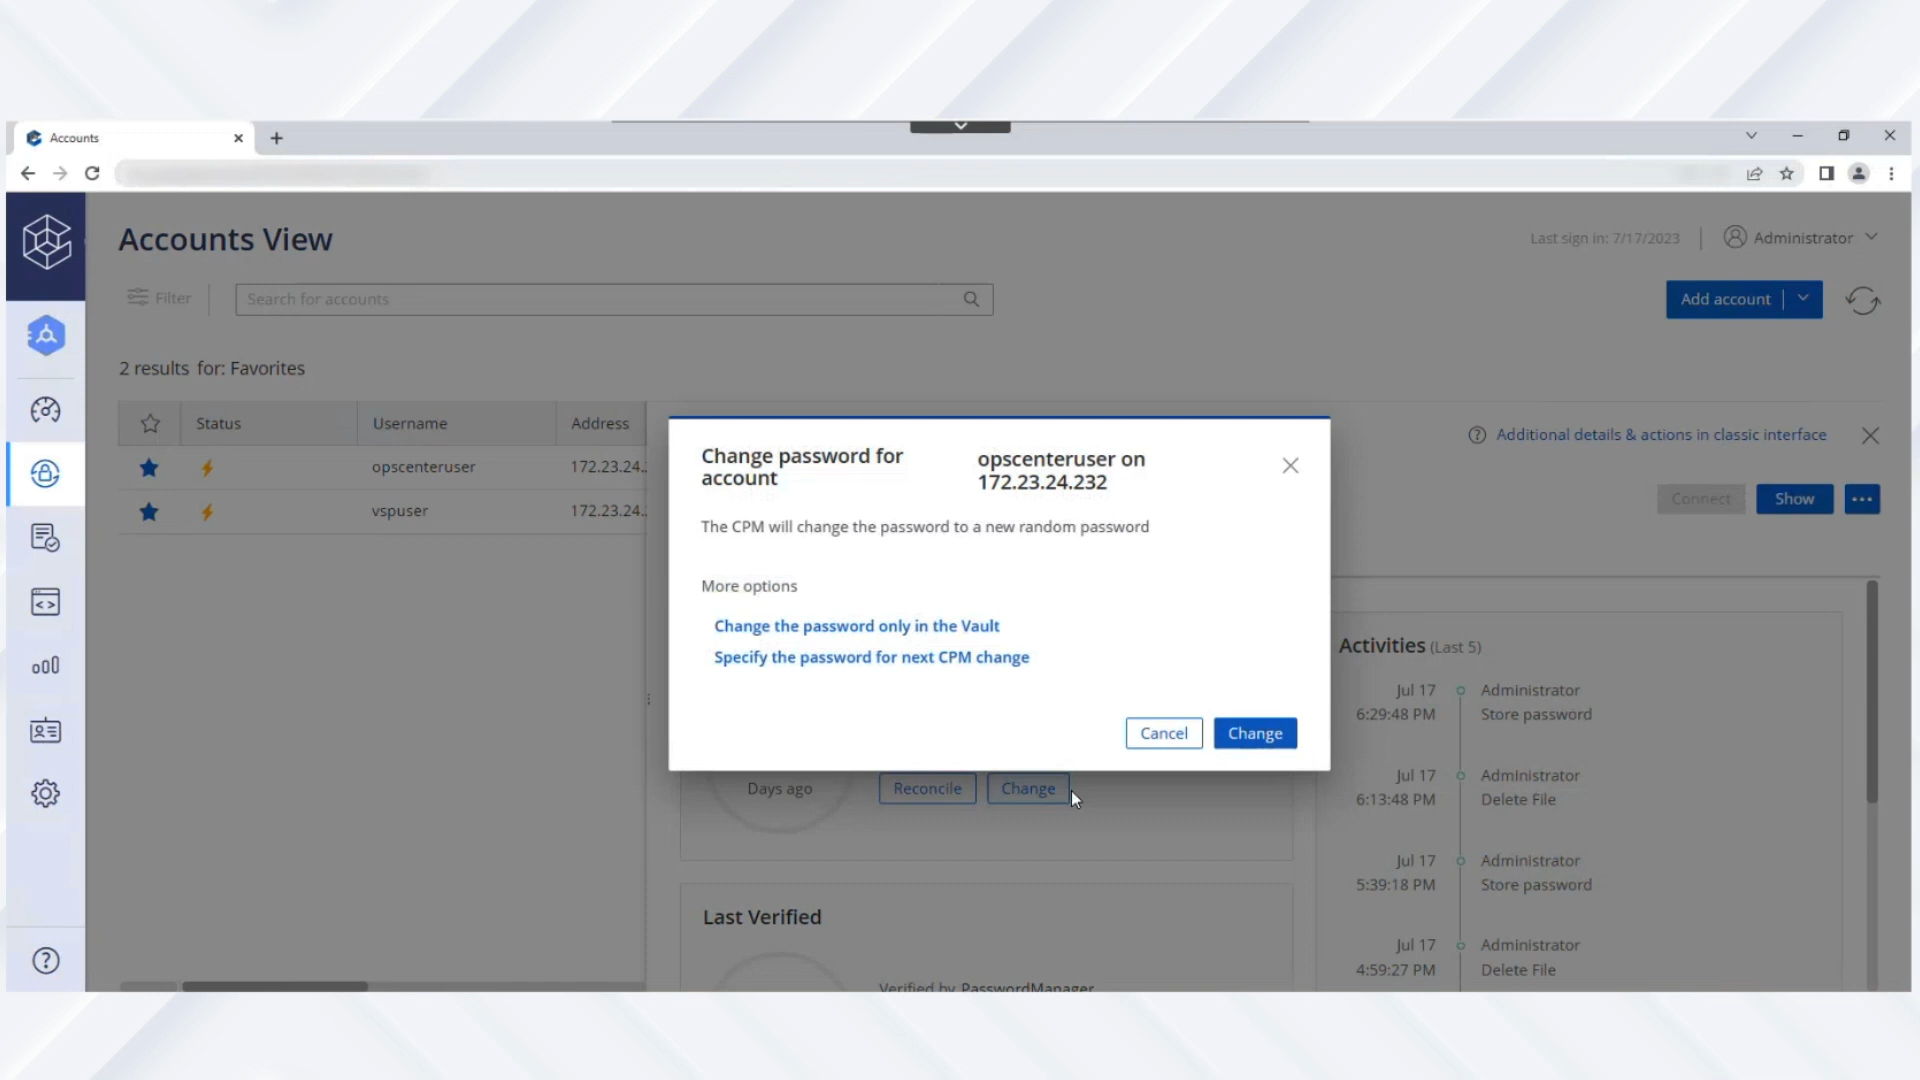 Accounts
Accounts View
Last sign in: 7/17/2023
Administrator
Filter
Search for accounts
Add account
2 results for: Favorites
Status
Username
Address
opscenteruser
172.23.24.
vspuser
172.23.24.
Additional details & actions in classic interface
Connect
Show
Change password for
account
opscenteruser on
172.23.24.232
The CPM will change the password to a new random password
More options
Change the password only in the Vault
Specify the password for next CPM change
Cancel
Change
Days ago
Reconcile
Change
Last Verified
Verified by PasswordManager
Activities (Last 5)
Jul 17
Administrator
6:29:48 PM
Store password
Jul 17
Administrator
6:13:48 PM
Delete File
Jul 17
Administrator
5:39:18 PM
Store password
Jul 17
Administrator
4:59:27 PM
Delete File